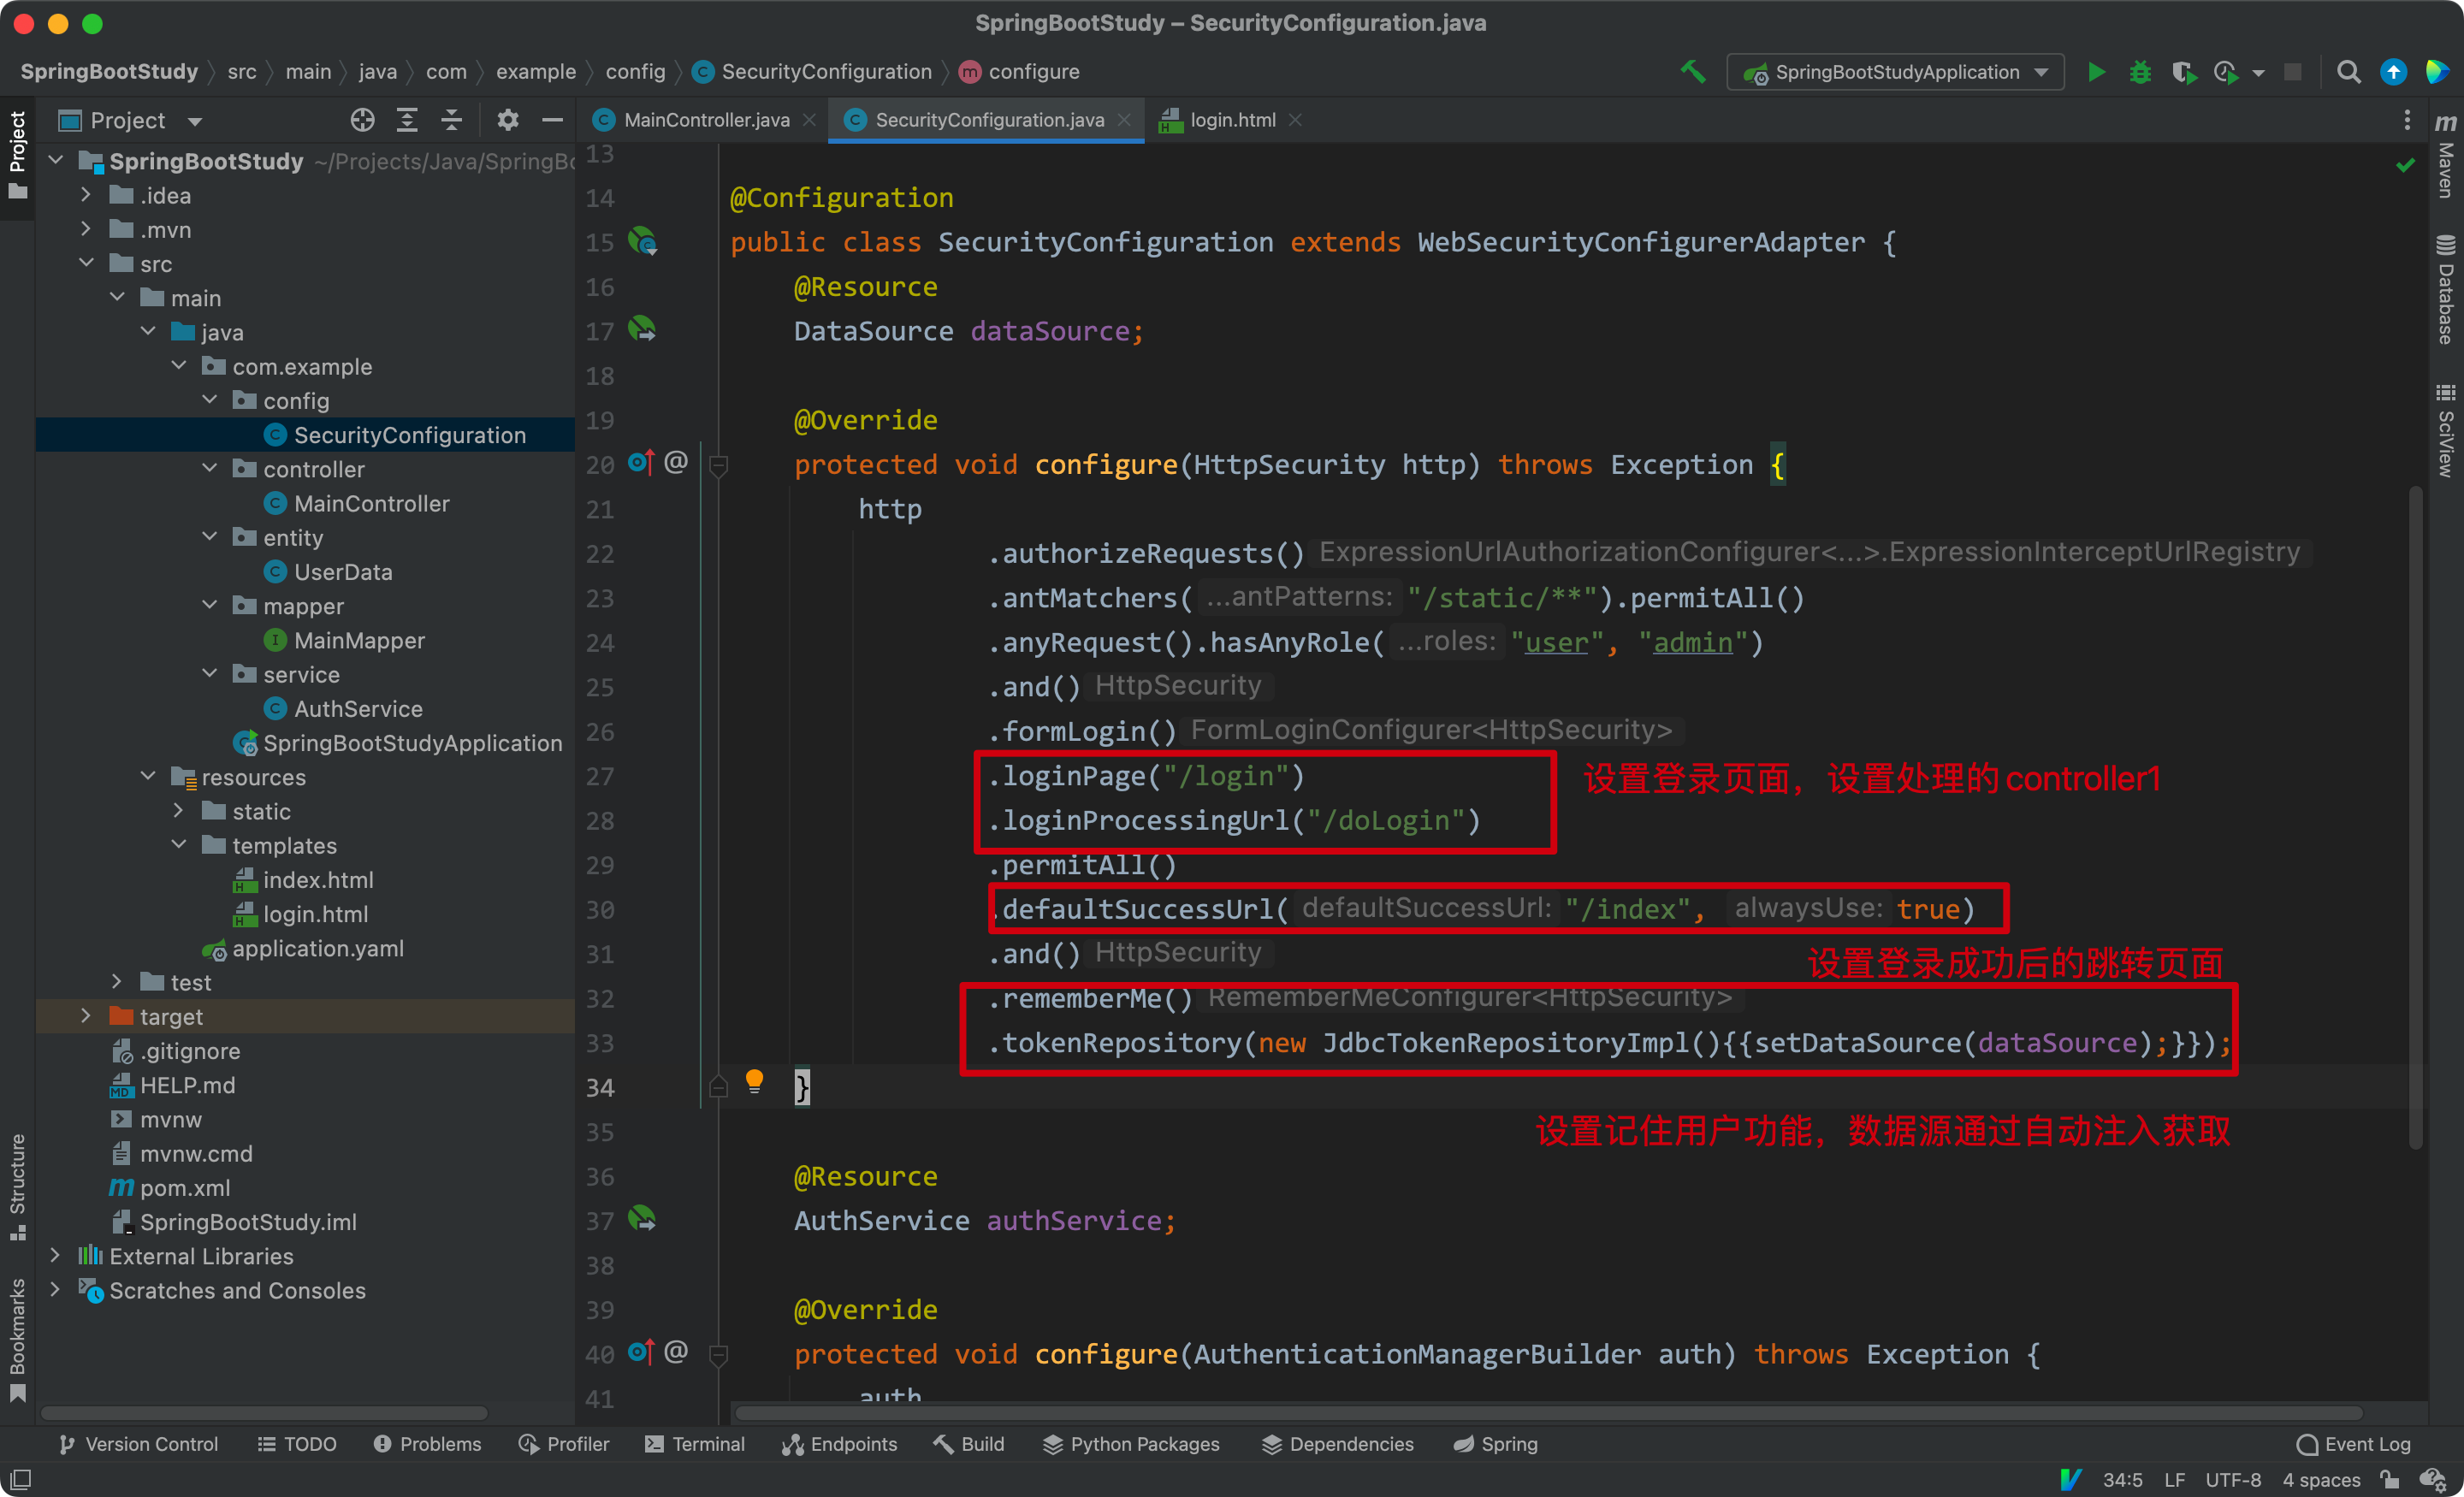 SpringBootStudy – SecurityConfiguration.java
SpringBootStudy src main java com example config SecurityConfiguration m configure SpringBootStudyApplication
Project
MainController.java SecurityConfiguration.java login.html
Project
SpringBootStudy ~/Projects/Java/SpringBo
.idea
.mvn
src
main
java
com.example
config
SecurityConfiguration
controller
MainController
entity
UserData
mapper
MainMapper
service
AuthService
SpringBootStudyApplication
resources
static
templates
index.html
login.html
application.yaml
test
target
.gitignore
HELP.md
mvnw
mvnw.cmd
pom.xml
SpringBootStudy.iml
External Libraries
Scratches and Consoles
Structure
Bookmarks
13
14 @Configuration
15 public class SecurityConfiguration extends WebSecurityConfigurerAdapter {
16 @Resource
17 DataSource dataSource;
18
19 @Override
20 @ protected void configure(HttpSecurity http) throws Exception {
21 http
22 .authorizeRequests() ExpressionUrlAuthorizationConfigurer<...>.ExpressionInterceptUrlRegistry
23 .antMatchers( ...antPatterns: "/static/**").permitAll()
24 .anyRequest().hasAnyRole( ...roles: "user", "admin")
25 .and() HttpSecurity
26 .formLogin() FormLoginConfigurer<HttpSecurity>
27 .loginPage("/login")
设置登录页面，设置处理的controller1
28 .loginProcessingUrl("/doLogin")
29 .permitAll()
30 .defaultSuccessUrl( defaultSuccessUrl: "/index", alwaysUse: true)
31 .and() HttpSecurity
设置登录成功后的跳转页面
32 .rememberMe() RememberMeConfigurer<HttpSecurity>
33 .tokenRepository(new JdbcTokenRepositoryImpl(){{setDataSource(dataSource);}});
34 }
35
设置记住用户功能，数据源通过自动注入获取
36 @Resource
37 AuthService authService;
38
39 @Override
40 @ protected void configure(AuthenticationManagerBuilder auth) throws Exception {
41 auth
m Maven
Database
SciView
Version Control TODO Problems Profiler Terminal Endpoints Build Python Packages Dependencies Spring Event Log
34:5 LF UTF-8 4 spaces